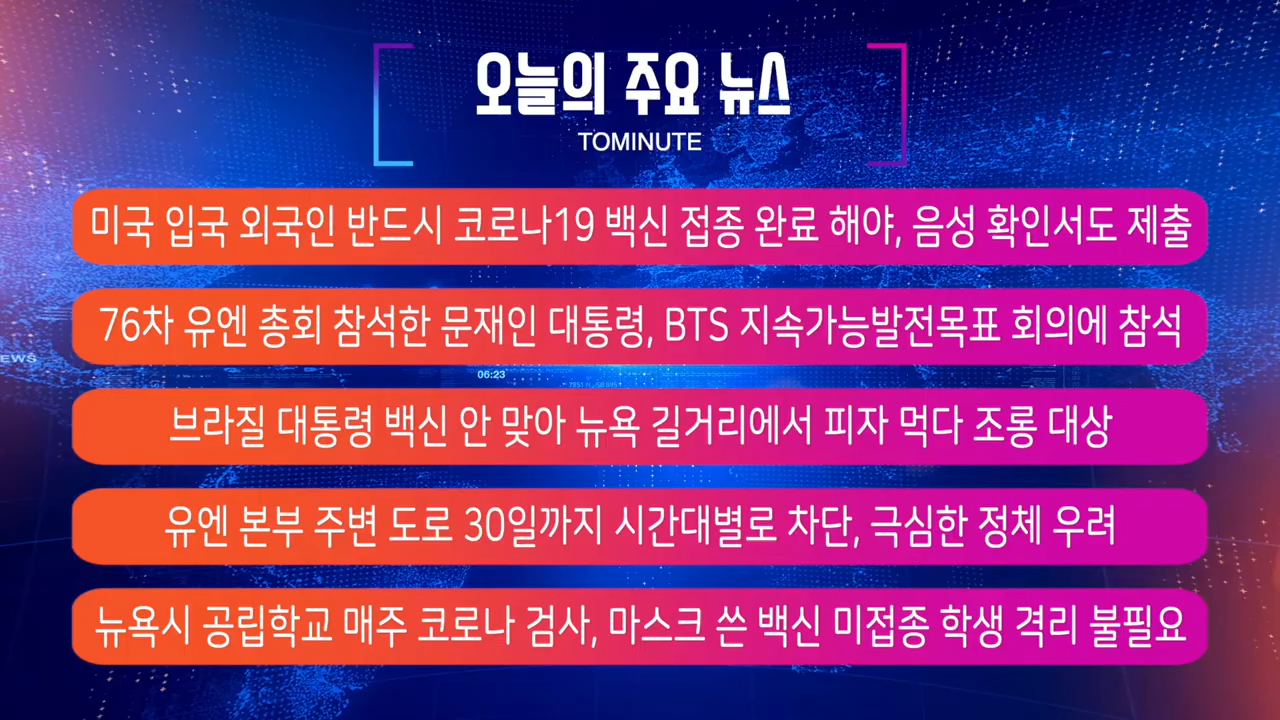 오늘의 주요 뉴스
TOMINUTE
미국 입국 외국인 반드시 코로나19 백신 접종 완료 해야, 음성 확인서도 제출
76차 유엔 총회 참석한 문재인 대통령, BTS 지속가능발전목표 회의에 참석
EWS
06:23
브라질 대통령 백신 안 맞아 뉴욕 길거리에서 피자 먹다 조롱 대상
유엔 본부 주변 도로 30일까지 시간대별로 차단, 극심한 정체 우려
뉴욕시 공립학교 매주 코로나 검사, 마스크 쓴 백신 미접종 학생 격리 불필요